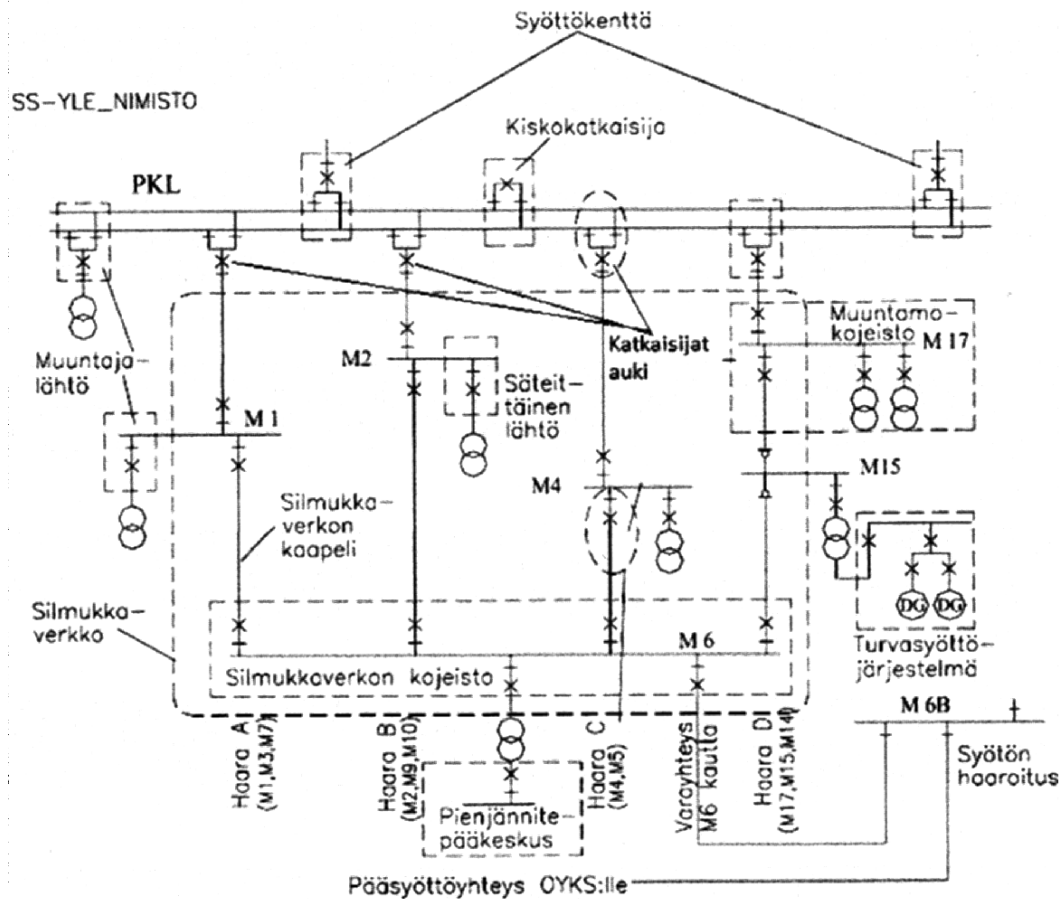 Syöttökenttä
SS-YLE_NIMISTO
Kiskokatkaisija
PKL
Muuntamo-
kojeisto
M 17
Katkaisijat
auki
M2
Muuntaja-
lähtö
Säteit-
täinen
lähtö
M 1
M15
M4
Silmukka-
verkon
kaapeli
DG
DG
Silmukka-
verkko
M 6
Turvasyöttö-
järjestelmä
Silmukkaverkon kojeisto
M 6B
Haara A
(M1,M3,M7)
Haara B
(M2,M9,M10)
Haara C
(M4,M5)
Varayhteys
M6 kautta
Haara D
(M17,M15,M14)
Syötön
haaroitus
Pienjännite-
pääkeskus
Pääsyöttöyhteys OYKS:lle